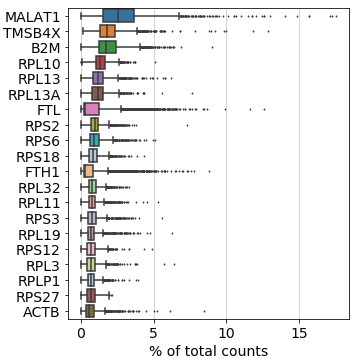 MALAT1
TMSB4X
B2M
RPL10
RPL13
RPL13A
FTL
RPS2
RPS6
RPS18
FTH1
RPL32
RPL11
RPS3
RPL19
RPS12
RPL3
RPLP1
RPS27
ACTB
0 5 10 15
% of total counts